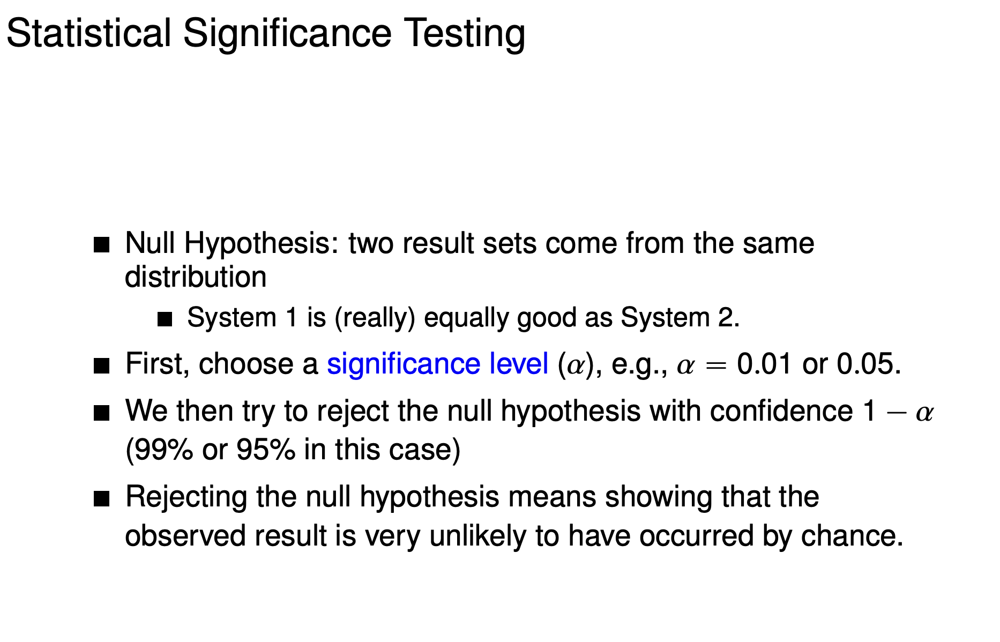 Statistical Significance Testing
■ Null Hypothesis: two result sets come from the same
distribution
■ System 1 is (really) equally good as System 2.
■ First, choose a significance level (α), e.g., α = 0.01 or 0.05.
■ We then try to reject the null hypothesis with confidence 1 − α
(99% or 95% in this case)
■ Rejecting the null hypothesis means showing that the
observed result is very unlikely to have occurred by chance.